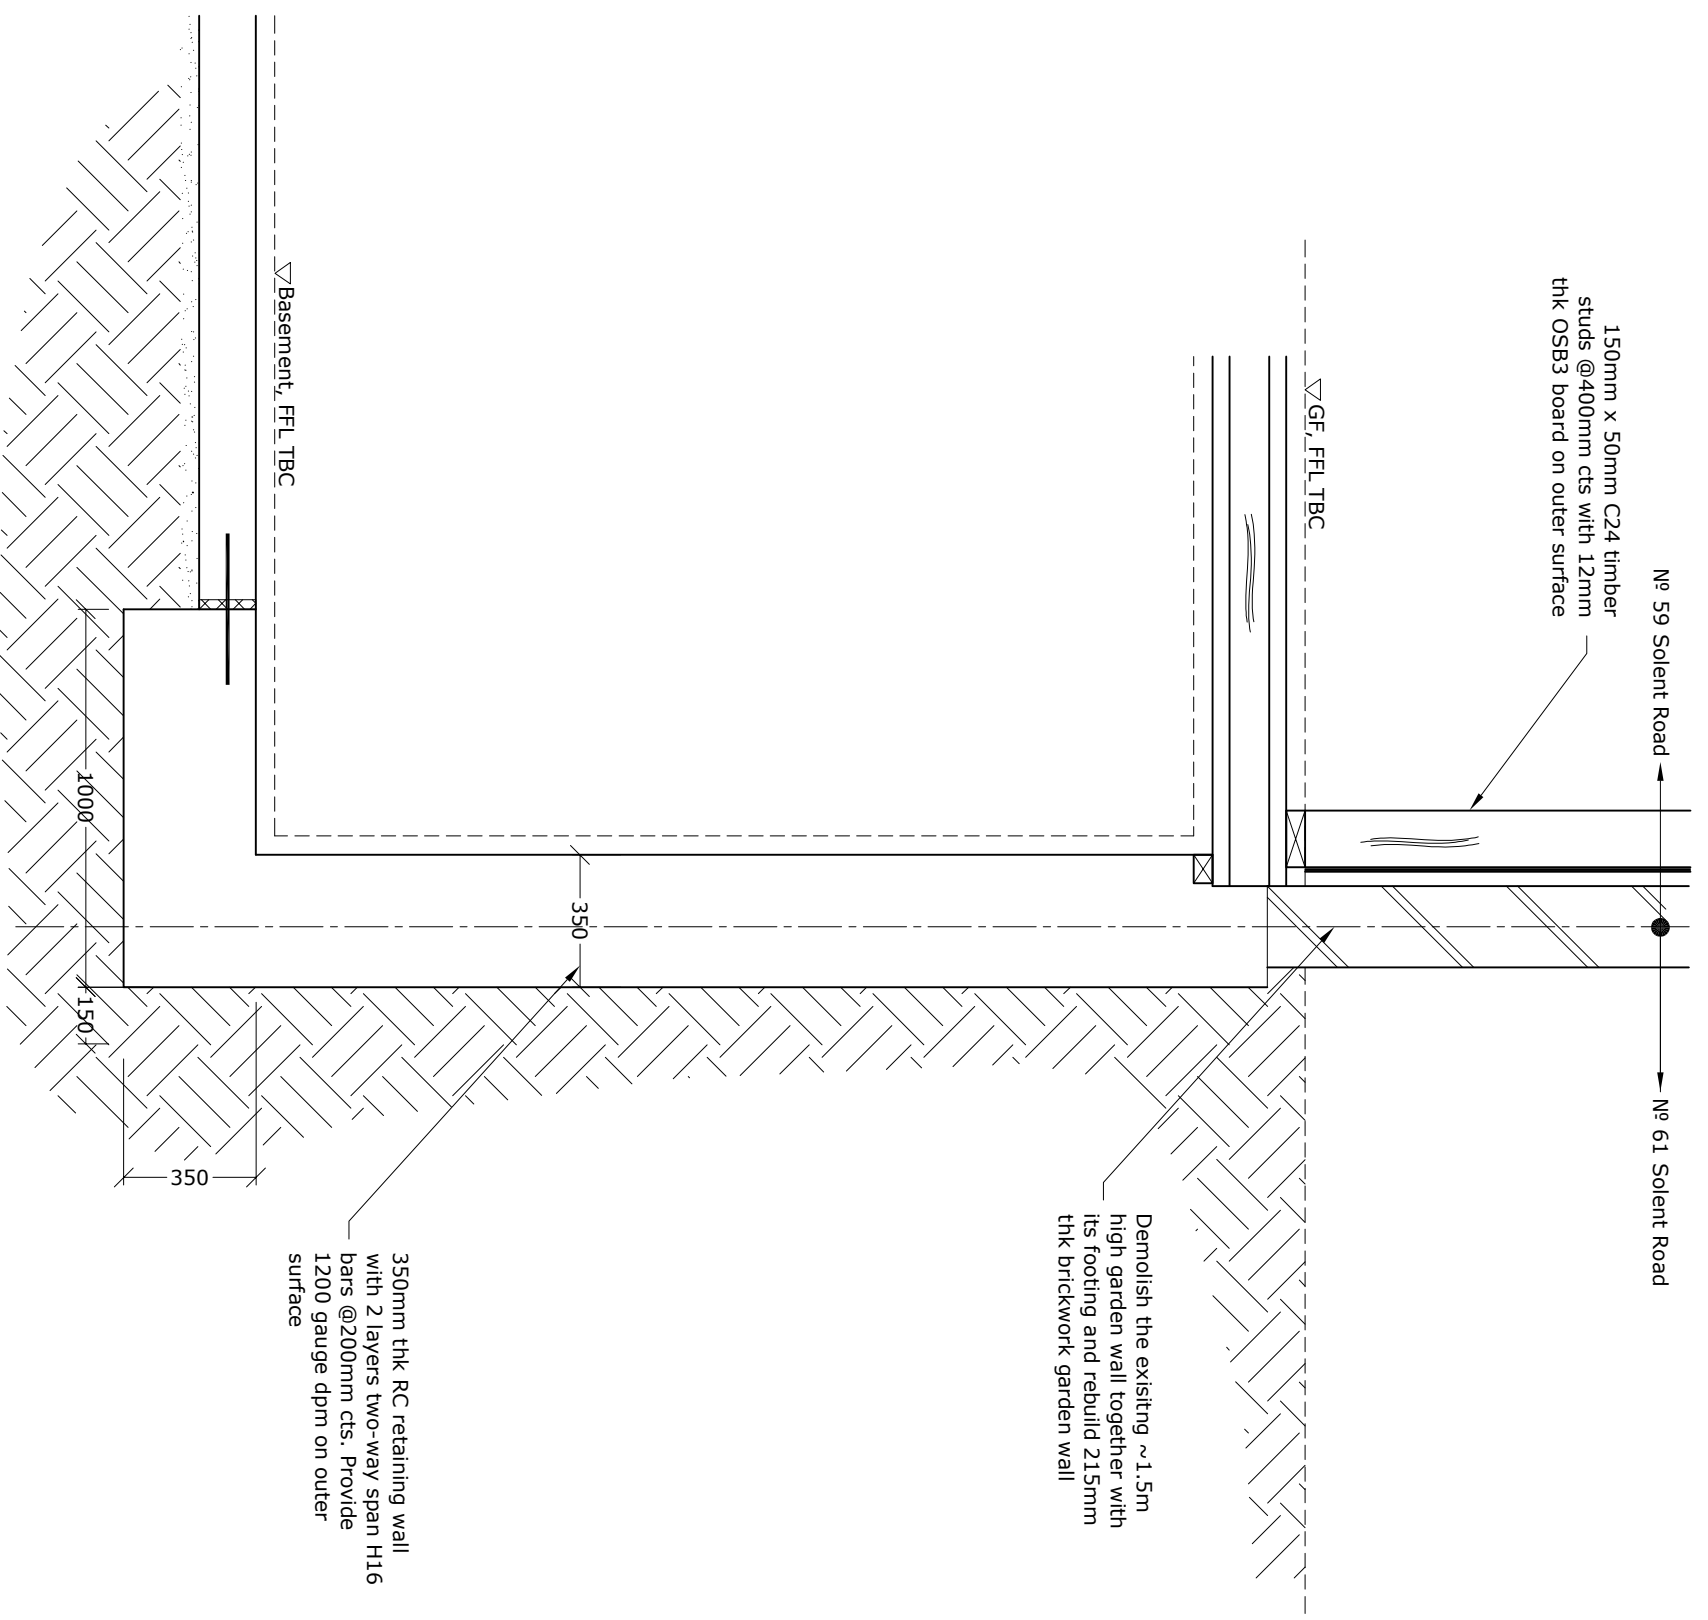 Nº 59 Solent Road
Nº 61 Solent Road
150mm x 50mm C24 timber
studs @400mm cts with 12mm
thk OSB3 board on outer surface
GF, FFL TBC
Demolish the exisitng ~1.5m
high garden wall together with
its footing and rebuild 215mm
thk brickwork garden wall
350
350mm thk RC retaining wall
with 2 layers two-way span H16
bars @200mm cts. Provide
1200 gauge dpm on outer
surface
Basement, FFL TBC
350
1000
150